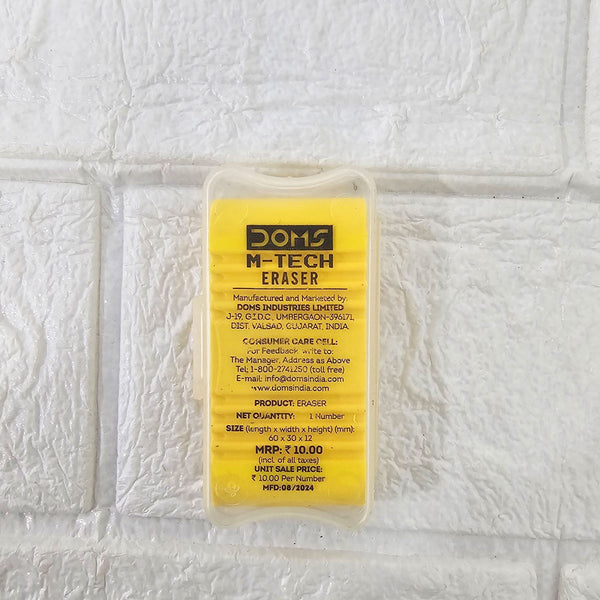 DOMS
M-TECH
ERASER
Manufactured and Marketed by:
DOMS INDUSTRIES LIMITED
J-19, G.I.D.C., UMBERGAON-396171,
DIST. VALSAD, GUJARAT, INDIA.
CONSUMER CARE CELL:
For Feedback write to:
The Manager, Address as Above
Tel: 1-800-2741250 (toll free)
E-mail: info@domsindia.com
www.domsindia.com
PRODUCT: ERASER
NET QUANTITY: 1 Number
SIZE (length x width x height) (mm):
60 x 30 x 12
MRP: ₹ 10.00
(incl. of all taxes)
UNIT SALE PRICE:
₹ 10.00 Per Number
MFD:08/2024